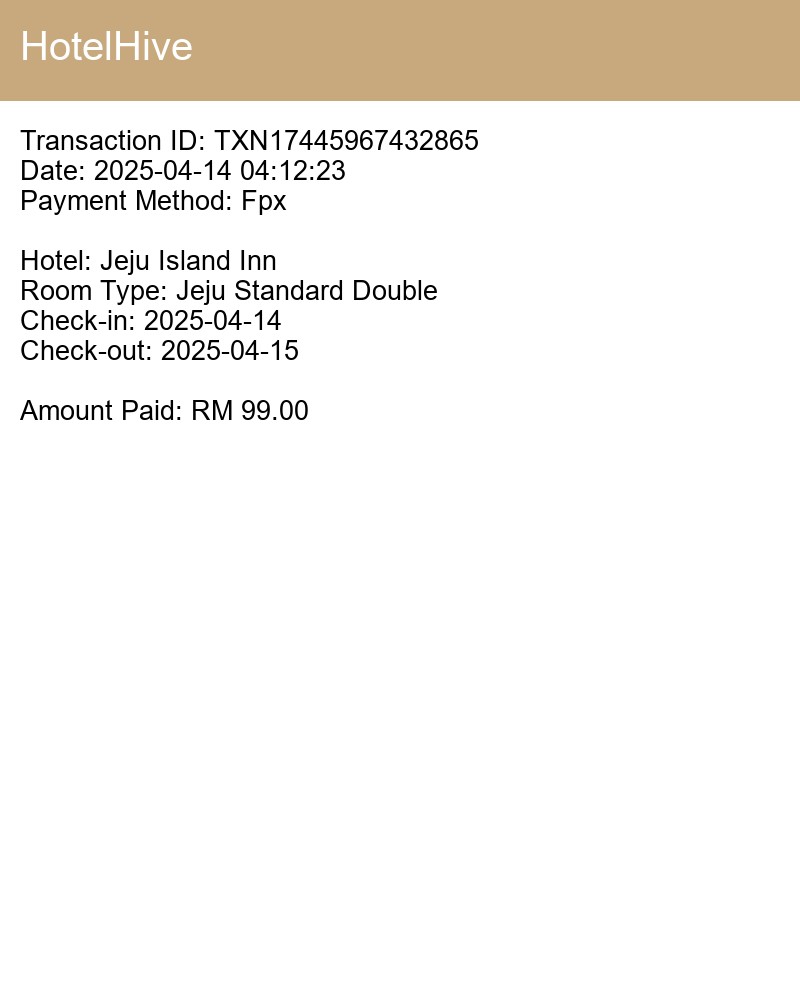 HotelHive
Transaction ID: TXN17445967432865
Date: 2025-04-14 04:12:23
Payment Method: Fpx
Hotel: Jeju Island Inn
Room Type: Jeju Standard Double
Check-in: 2025-04-14
Check-out: 2025-04-15
Amount Paid: RM 99.00